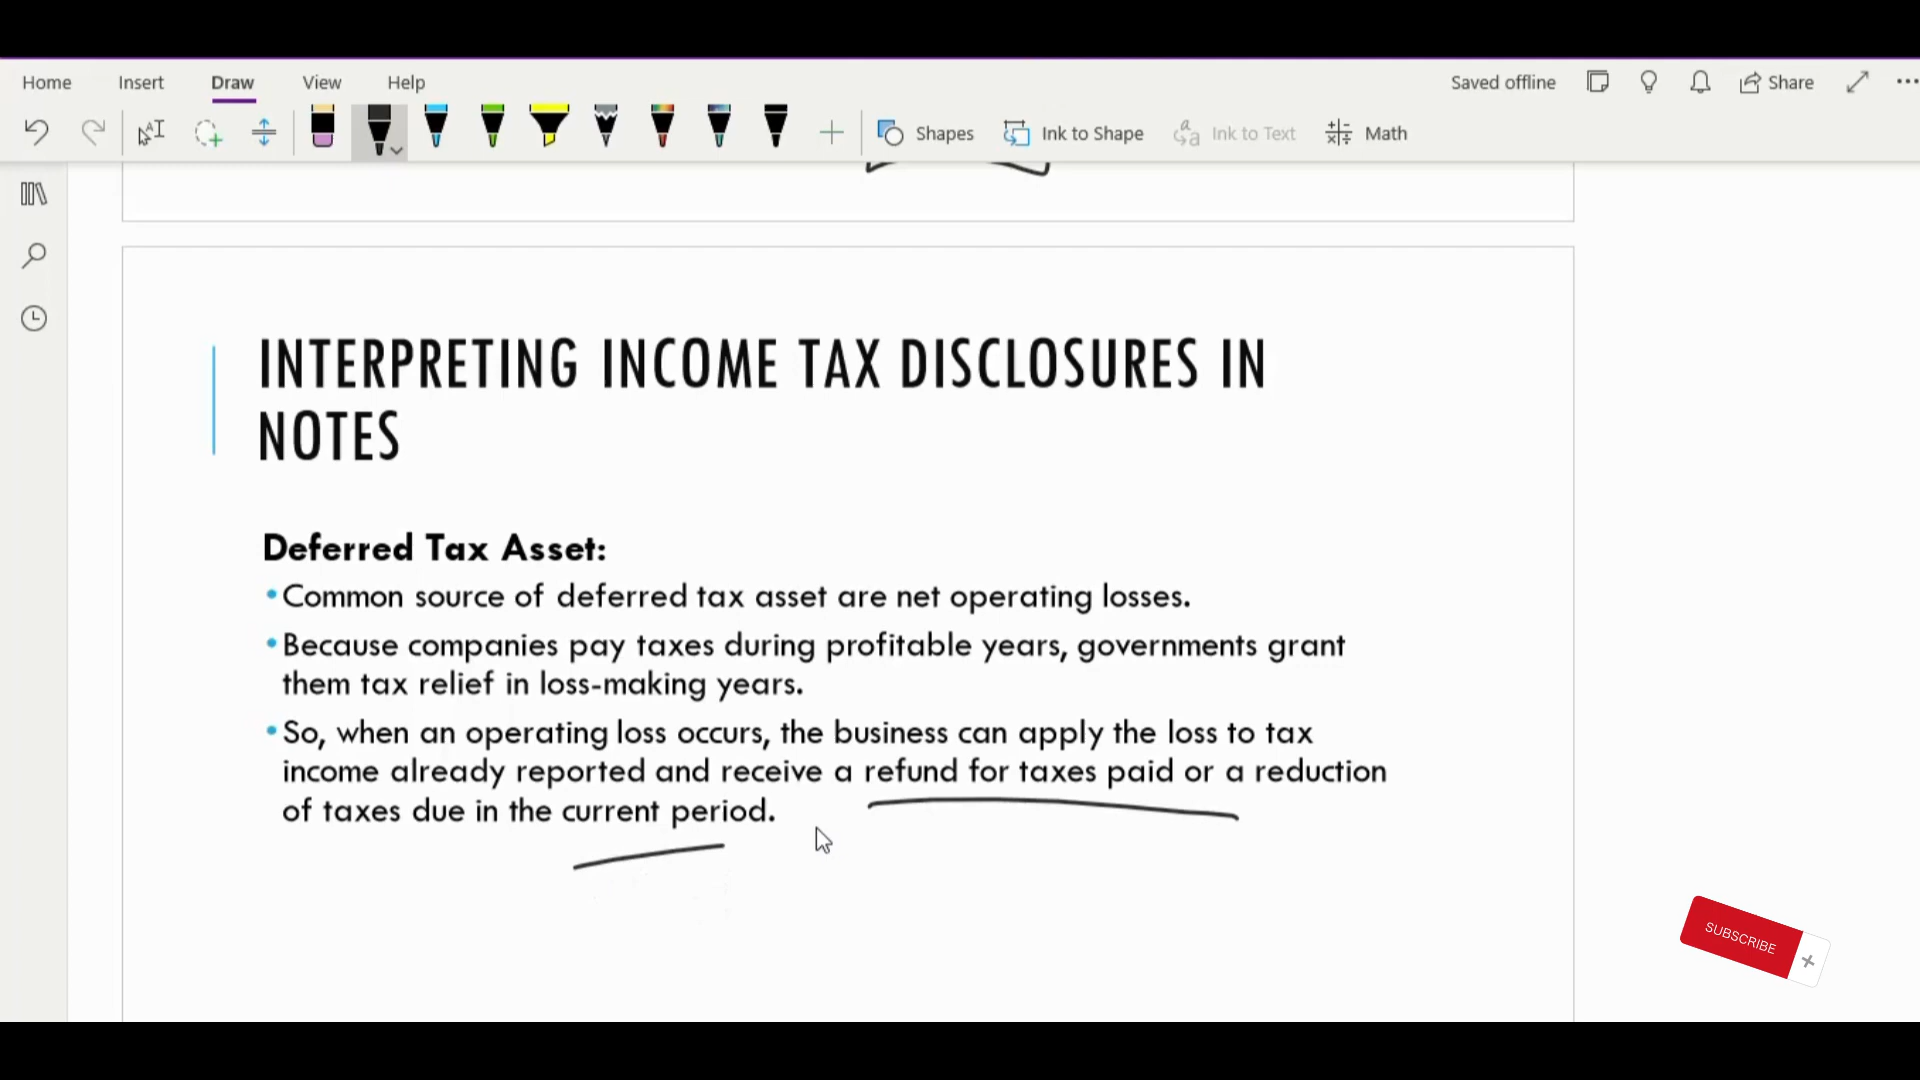 Home Insert Draw View Help Saved offline Share
Shapes Ink to Shape Ink to Text Math
INTERPRETING INCOME TAX DISCLOSURES IN
NOTES
Deferred Tax Asset:
•Common source of deferred tax asset are net operating losses.
•Because companies pay taxes during profitable years, governments grant
them tax relief in loss-making years.
•So, when an operating loss occurs, the business can apply the loss to tax
income already reported and receive a refund for taxes paid or a reduction
of taxes due in the current period.
SUBSCRIBE